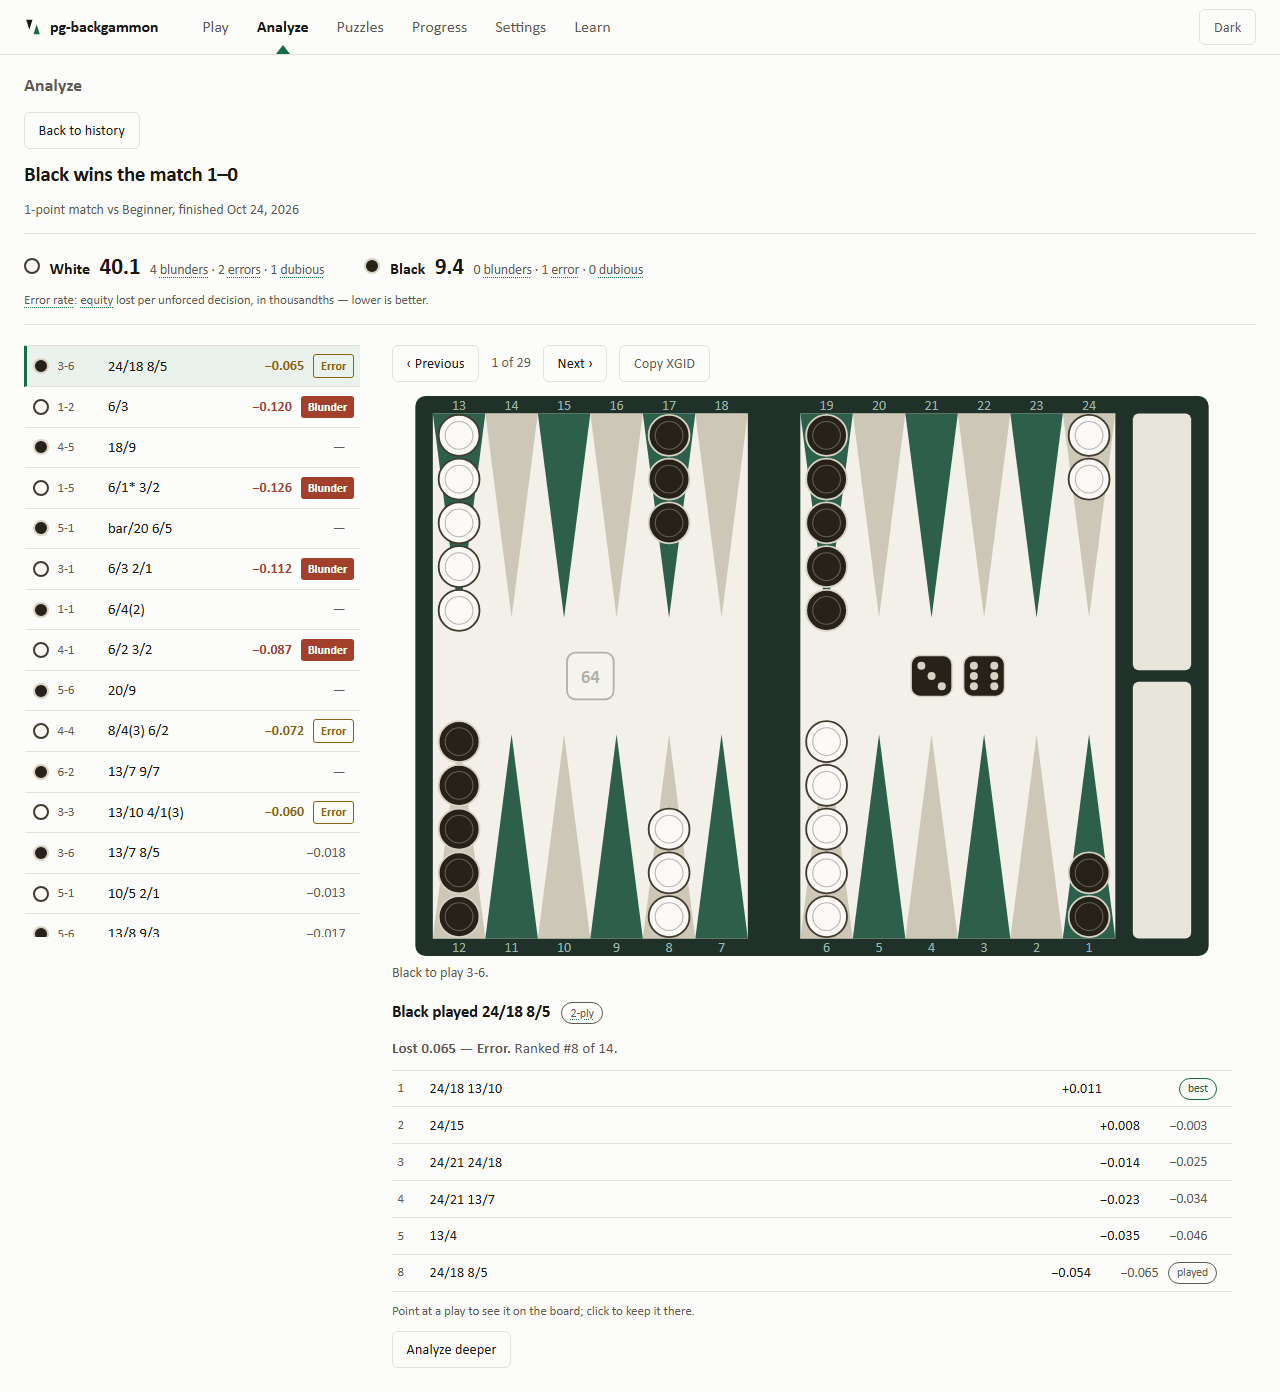 pg-backgammon Play Analyze Puzzles Progress Settings Learn Dark
Analyze
Back to history
Black wins the match 1–0
1-point match vs Beginner, finished Oct 24, 2026
White 40.1 4 blunders · 2 errors · 1 dubious Black 9.4 0 blunders · 1 error · 0 dubious
Error rate: equity lost per unforced decision, in thousandths — lower is better.
3-6 24/18 8/5 −0.065 Error
1-2 6/3 −0.120 Blunder
4-5 18/9 —
1-5 6/1* 3/2 −0.126 Blunder
5-1 bar/20 6/5 —
3-1 6/3 2/1 −0.112 Blunder
1-1 6/4(2) —
4-1 6/2 3/2 −0.087 Blunder
5-6 20/9 —
4-4 8/4(3) 6/2 −0.072 Error
6-2 13/7 9/7 —
3-3 13/10 4/1(3) −0.060 Error
3-6 13/7 8/5 −0.018
5-1 10/5 2/1 −0.013
5-6 13/8 9/3 −0.017
‹ Previous 1 of 29 Next › Copy XGID
13 14 15 16 17 18 19 20 21 22 23 24
64
12 11 10 9 8 7 6 5 4 3 2 1
Black to play 3-6.
Black played 24/18 8/5 2-ply
Lost 0.065 — Error. Ranked #8 of 14.
1 24/18 13/10 +0.011 best
2 24/15 +0.008 −0.003
3 24/21 24/18 −0.014 −0.025
4 24/21 13/7 −0.023 −0.034
5 13/4 −0.035 −0.046
8 24/18 8/5 −0.054 −0.065 played
Point at a play to see it on the board; click to keep it there.
Analyze deeper